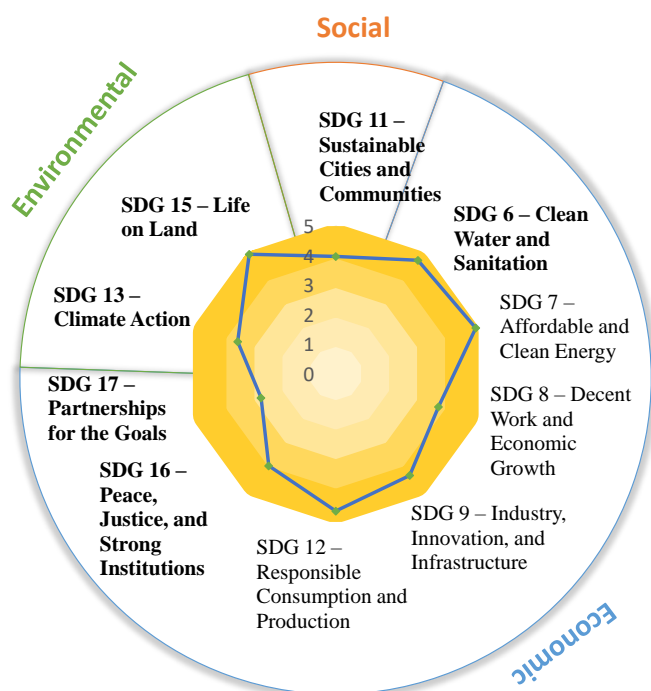 Social
Environmental
SDG 11 –
Sustainable
Cities and
Communities
SDG 15 – Life
on Land
SDG 6 – Clean
Water and
Sanitation
SDG 13 –
Climate Action
SDG 7 –
Affordable and
Clean Energy
5
4
3
2
1
0
SDG 17 –
Partnerships
for the Goals
SDG 8 – Decent
Work and
Economic
Growth
SDG 16 –
Peace,
Justice, and
Strong
Institutions
SDG 9 – Industry,
Innovation, and
Infrastructure
SDG 12 –
Responsible
Consumption and
Production
Economic